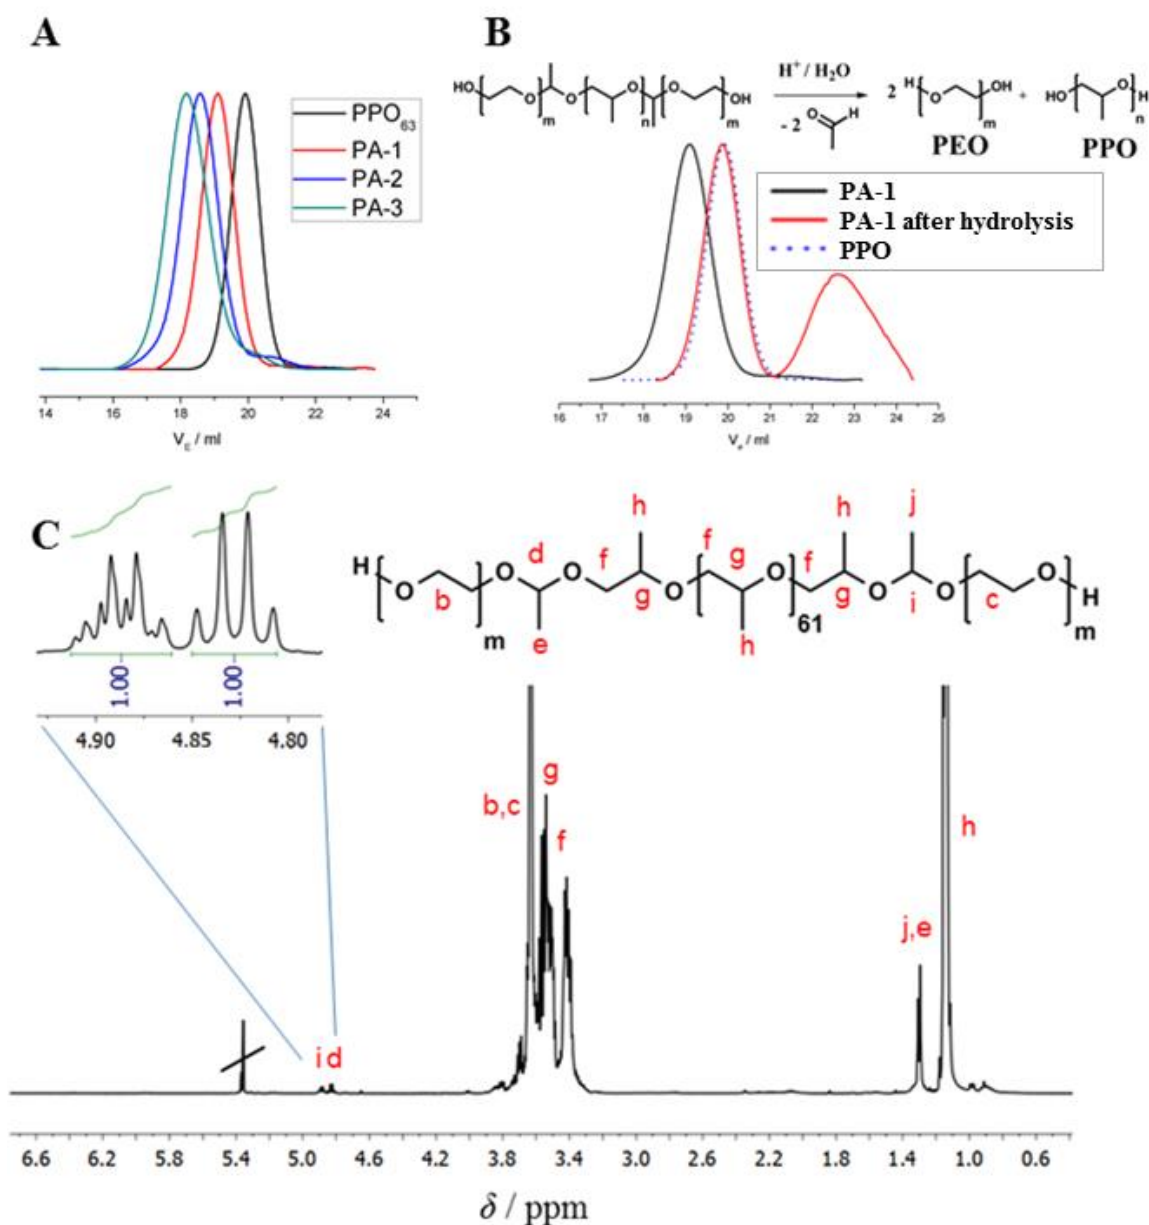 A
PPO63
PA-1
PA-2
PA-3
14 16 18 20 22 24
VE / ml
B
HO O m O O n O O m OH
H+ / H2O
- 2 O
2 H O OH m + HO O H n
PEO PPO
PA-1
PA-1 after hydrolysis
PPO
16 17 18 19 20 21 22 23 24 25
Ve / ml
C
1.00 1.00
4.90 4.85 4.80
H O b m O d e O f g h O f g h O 61 f g h O i j O c O m H
b,c
g
f
h
j,e
i d
6.6 6.2 5.8 5.4 5.0 4.6 4.2 3.8 3.4 3.0 2.6 2.2 1.8 1.4 1.0 0.6
δ / ppm